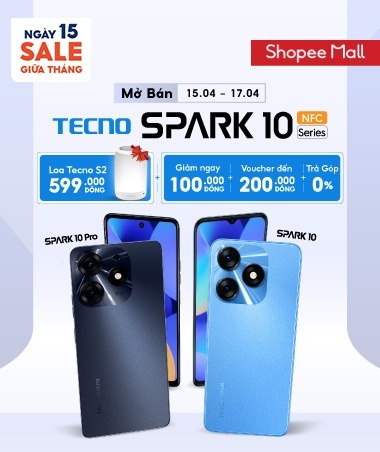 NGÀY 15
SALE
GIỮA THÁNG
Shopee Mall
Mở Bán 15.04 – 17.04
TECNO SPARK 10 NFC Series
Loa Tecno S2
599.000 ĐỒNG
+
Giảm ngay
100.000 ĐỒNG
+
Voucher đến
200.000 ĐỒNG
+
Trả Góp
0%
SPARK 10 Pro
SPARK 10